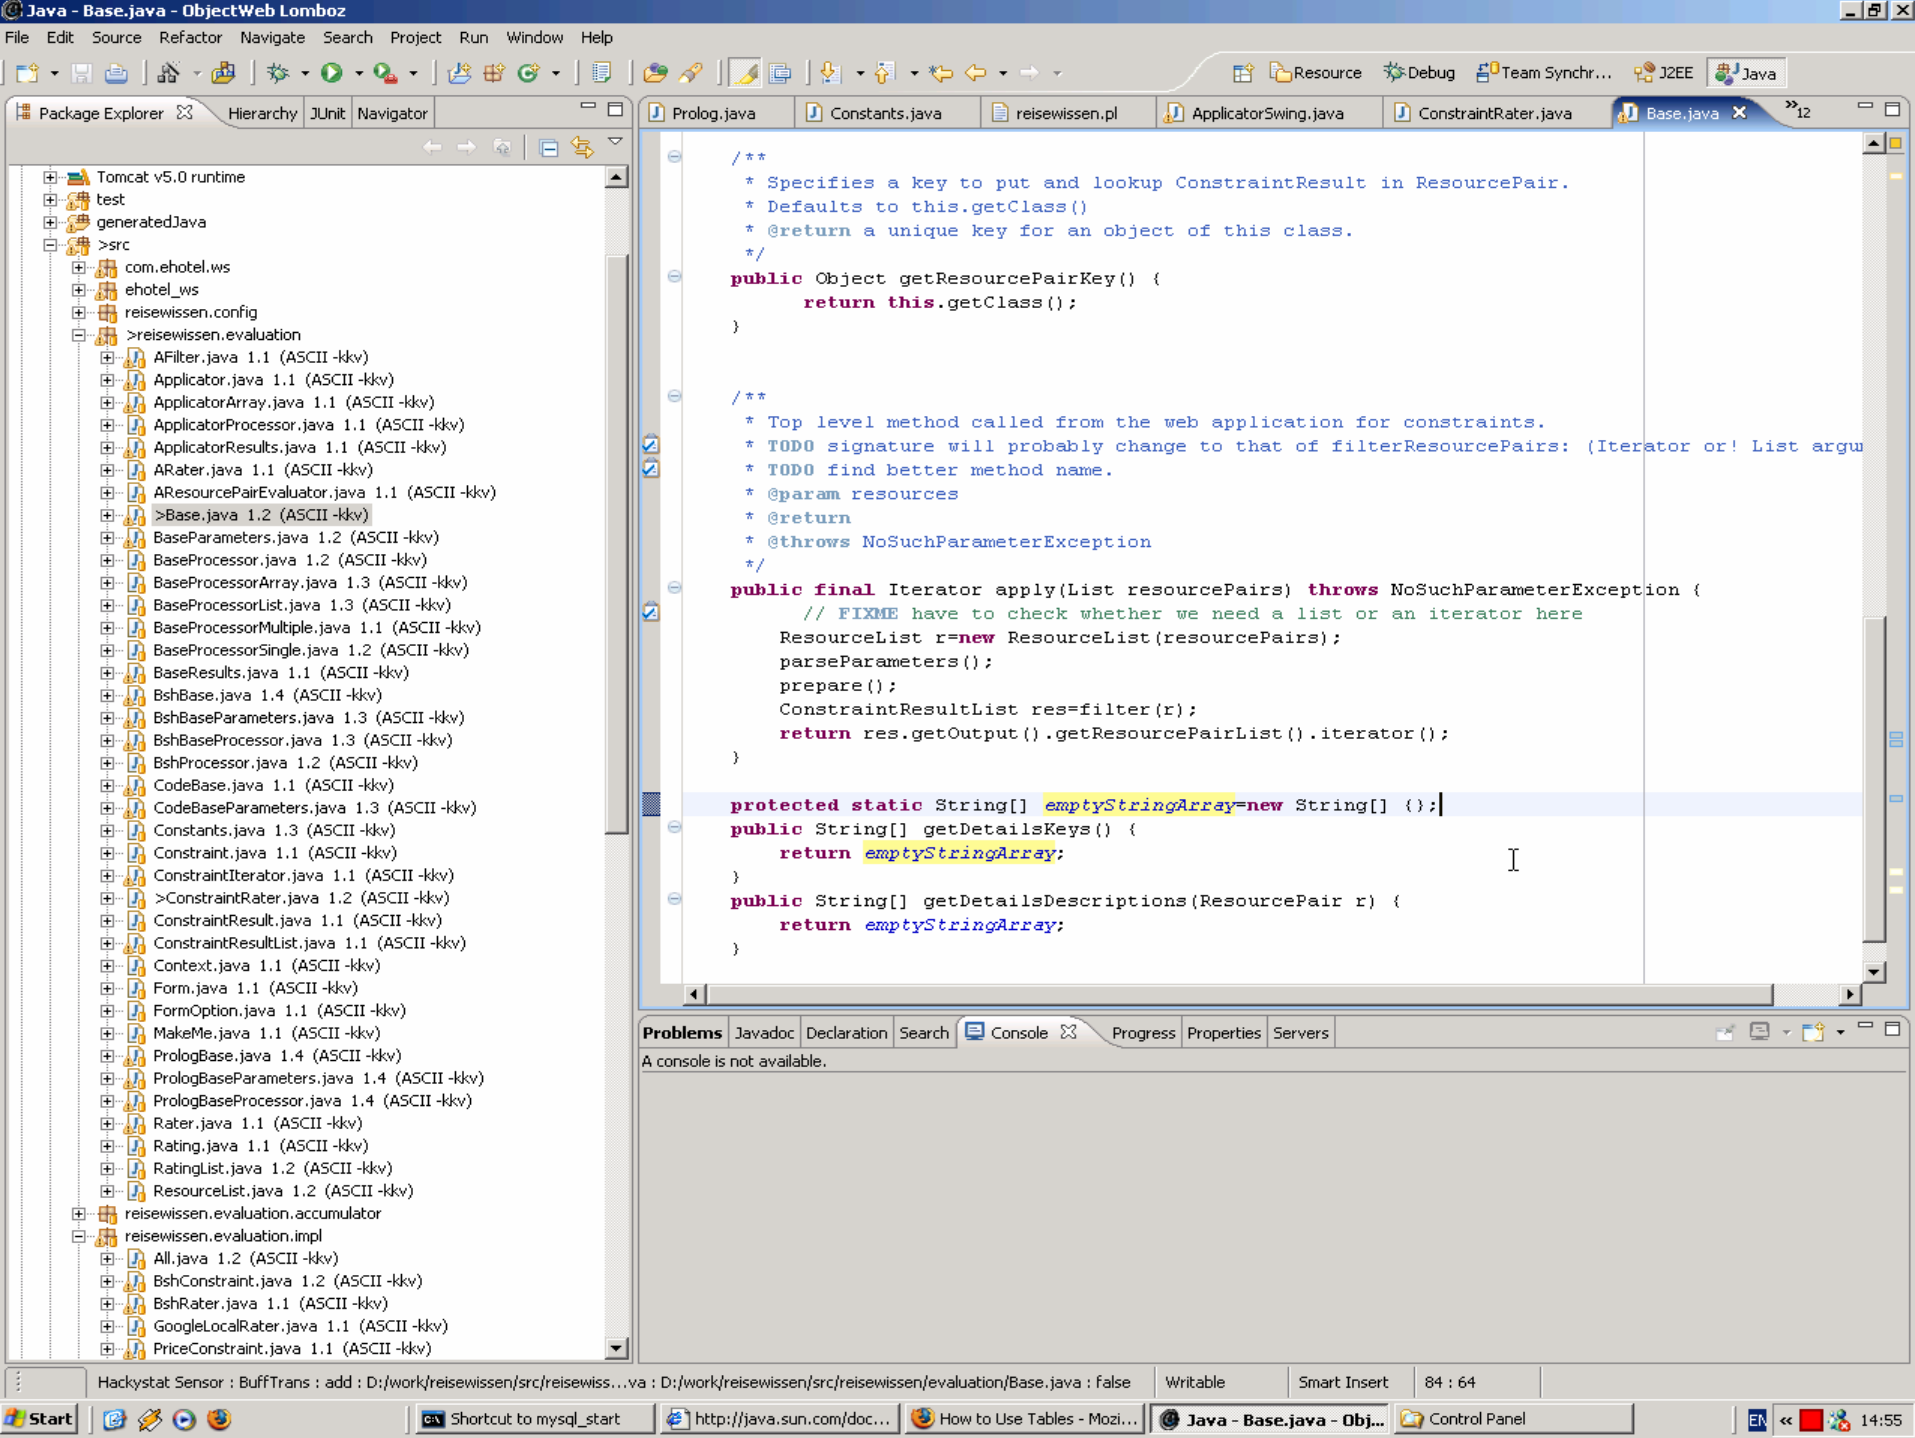 Java - Base.java - ObjectWeb Lomboz
File Edit Source Refactor Navigate Search Project Run Window Help
Resource Debug Team Synchr... J2EE Java
Package Explorer Hierarchy JUnit Navigator
Prolog.java Constants.java reisewissen.pl ApplicatorSwing.java ConstraintRater.java Base.java »12
Tomcat v5.0 runtime
test
generatedJava
>src
com.ehotel.ws
ehotel_ws
reisewissen.config
>reisewissen.evaluation
AFilter.java 1.1 (ASCII -kkv)
Applicator.java 1.1 (ASCII -kkv)
ApplicatorArray.java 1.1 (ASCII -kkv)
ApplicatorProcessor.java 1.1 (ASCII -kkv)
ApplicatorResults.java 1.1 (ASCII -kkv)
ARater.java 1.1 (ASCII -kkv)
AResourcePairEvaluator.java 1.1 (ASCII -kkv)
>Base.java 1.2 (ASCII -kkv)
BaseParameters.java 1.2 (ASCII -kkv)
BaseProcessor.java 1.2 (ASCII -kkv)
BaseProcessorArray.java 1.3 (ASCII -kkv)
BaseProcessorList.java 1.3 (ASCII -kkv)
BaseProcessorMultiple.java 1.1 (ASCII -kkv)
BaseProcessorSingle.java 1.2 (ASCII -kkv)
BaseResults.java 1.1 (ASCII -kkv)
BshBase.java 1.4 (ASCII -kkv)
BshBaseParameters.java 1.3 (ASCII -kkv)
BshBaseProcessor.java 1.3 (ASCII -kkv)
BshProcessor.java 1.2 (ASCII -kkv)
CodeBase.java 1.1 (ASCII -kkv)
CodeBaseParameters.java 1.3 (ASCII -kkv)
Constants.java 1.3 (ASCII -kkv)
Constraint.java 1.1 (ASCII -kkv)
ConstraintIterator.java 1.1 (ASCII -kkv)
>ConstraintRater.java 1.2 (ASCII -kkv)
ConstraintResult.java 1.1 (ASCII -kkv)
ConstraintResultList.java 1.1 (ASCII -kkv)
Context.java 1.1 (ASCII -kkv)
Form.java 1.1 (ASCII -kkv)
FormOption.java 1.1 (ASCII -kkv)
MakeMe.java 1.1 (ASCII -kkv)
PrologBase.java 1.4 (ASCII -kkv)
PrologBaseParameters.java 1.4 (ASCII -kkv)
PrologBaseProcessor.java 1.4 (ASCII -kkv)
Rater.java 1.1 (ASCII -kkv)
Rating.java 1.1 (ASCII -kkv)
RatingList.java 1.2 (ASCII -kkv)
ResourceList.java 1.2 (ASCII -kkv)
reisewissen.evaluation.accumulator
reisewissen.evaluation.impl
All.java 1.2 (ASCII -kkv)
BshConstraint.java 1.2 (ASCII -kkv)
BshRater.java 1.1 (ASCII -kkv)
GoogleLocalRater.java 1.1 (ASCII -kkv)
PriceConstraint.java 1.1 (ASCII -kkv)
/**
* Specifies a key to put and lookup ConstraintResult in ResourcePair.
* Defaults to this.getClass()
* @return a unique key for an object of this class.
*/
public Object getResourcePairKey() {
return this.getClass();
}
/**
* Top level method called from the web application for constraints.
* TODO signature will probably change to that of filterResourcePairs: (Iterator or! List argu
* TODO find better method name.
* @param resources
* @return
* @throws NoSuchParameterException
*/
public final Iterator apply(List resourcePairs) throws NoSuchParameterException {
// FIXME have to check whether we need a list or an iterator here
ResourceList r=new ResourceList(resourcePairs);
parseParameters();
prepare();
ConstraintResultList res=filter(r);
return res.getOutput().getResourcePairList().iterator();
}
protected static String[] emptyStringArray=new String[] {};
public String[] getDetailsKeys() {
return emptyStringArray;
}
public String[] getDetailsDescriptions(ResourcePair r) {
return emptyStringArray;
}
Problems Javadoc Declaration Search Console Progress Properties Servers
A console is not available.
Hackystat Sensor : BuffTrans : add : D:/work/reisewissen/src/reisewiss...va : D:/work/reisewissen/src/reisewissen/evaluation/Base.java : false Writable Smart Insert 84 : 64
Start Shortcut to mysql_start http://java.sun.com/doc... How to Use Tables - Mozi... Java - Base.java - Obj... Control Panel EN « 14:55